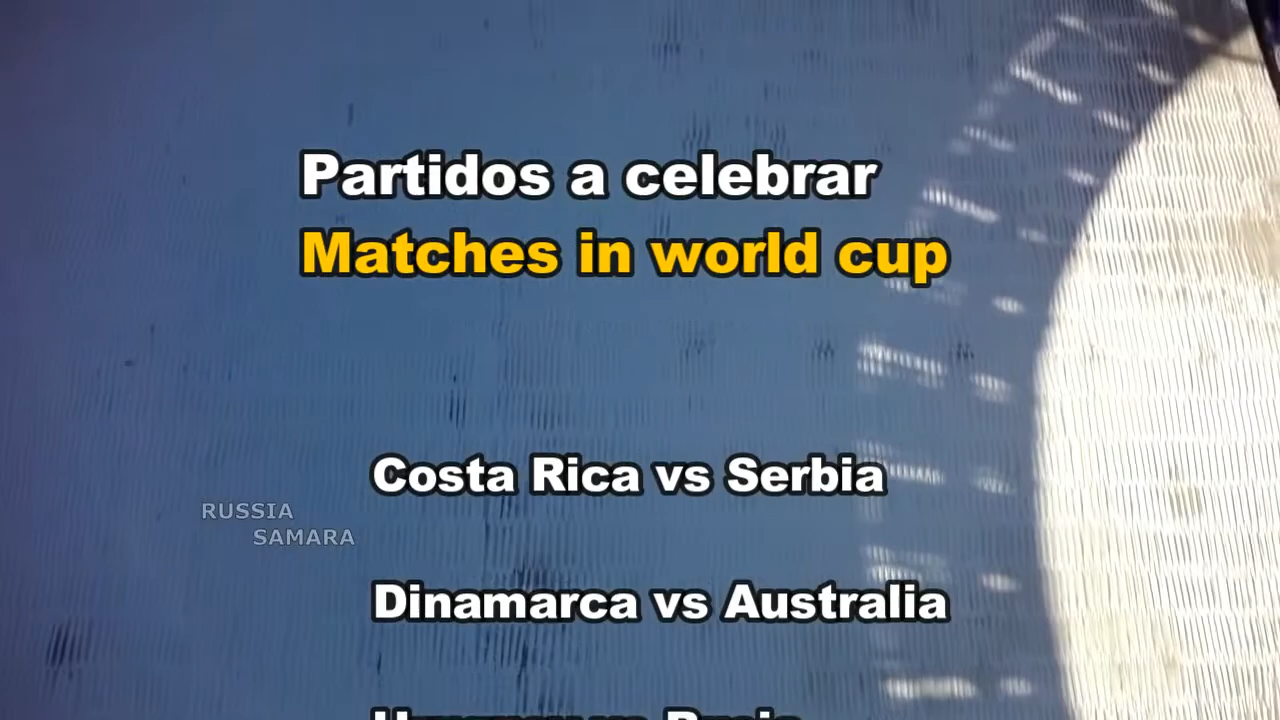 Partidos a celebrar
Matches in world cup
Costa Rica vs Serbia
RUSSIA
SAMARA
Dinamarca vs Australia